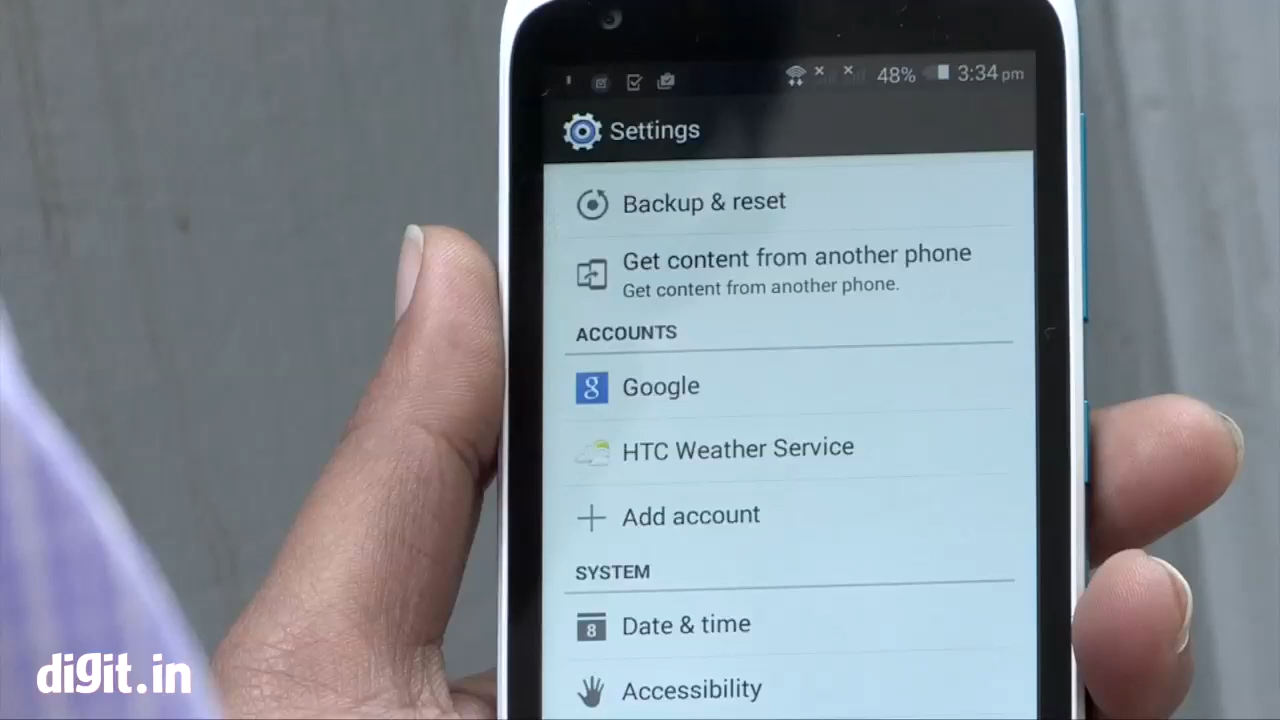 48% 3:34 pm
Settings
Backup & reset
Get content from another phone
Get content from another phone.
ACCOUNTS
g Google
HTC Weather Service
Add account
SYSTEM
8 Date & time
Accessibility
digit.in